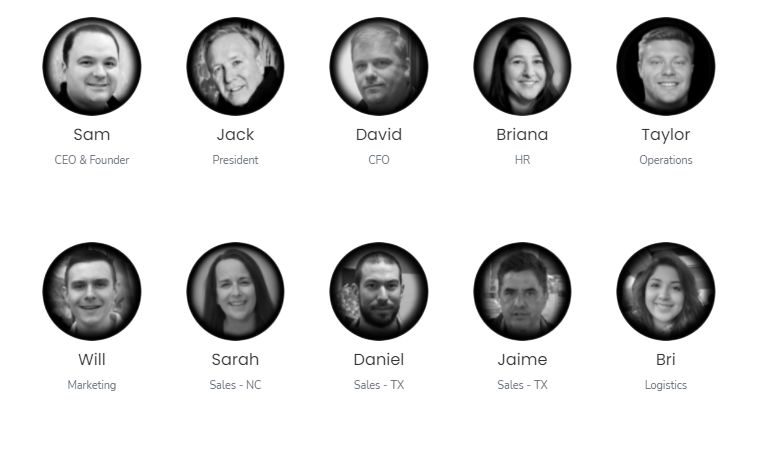 Sam Jack David Briana Taylor
CEO & Founder President CFO HR Operations
Will Sarah Daniel Jaime Bri
Marketing Sales - NC Sales - TX Sales - TX Logistics